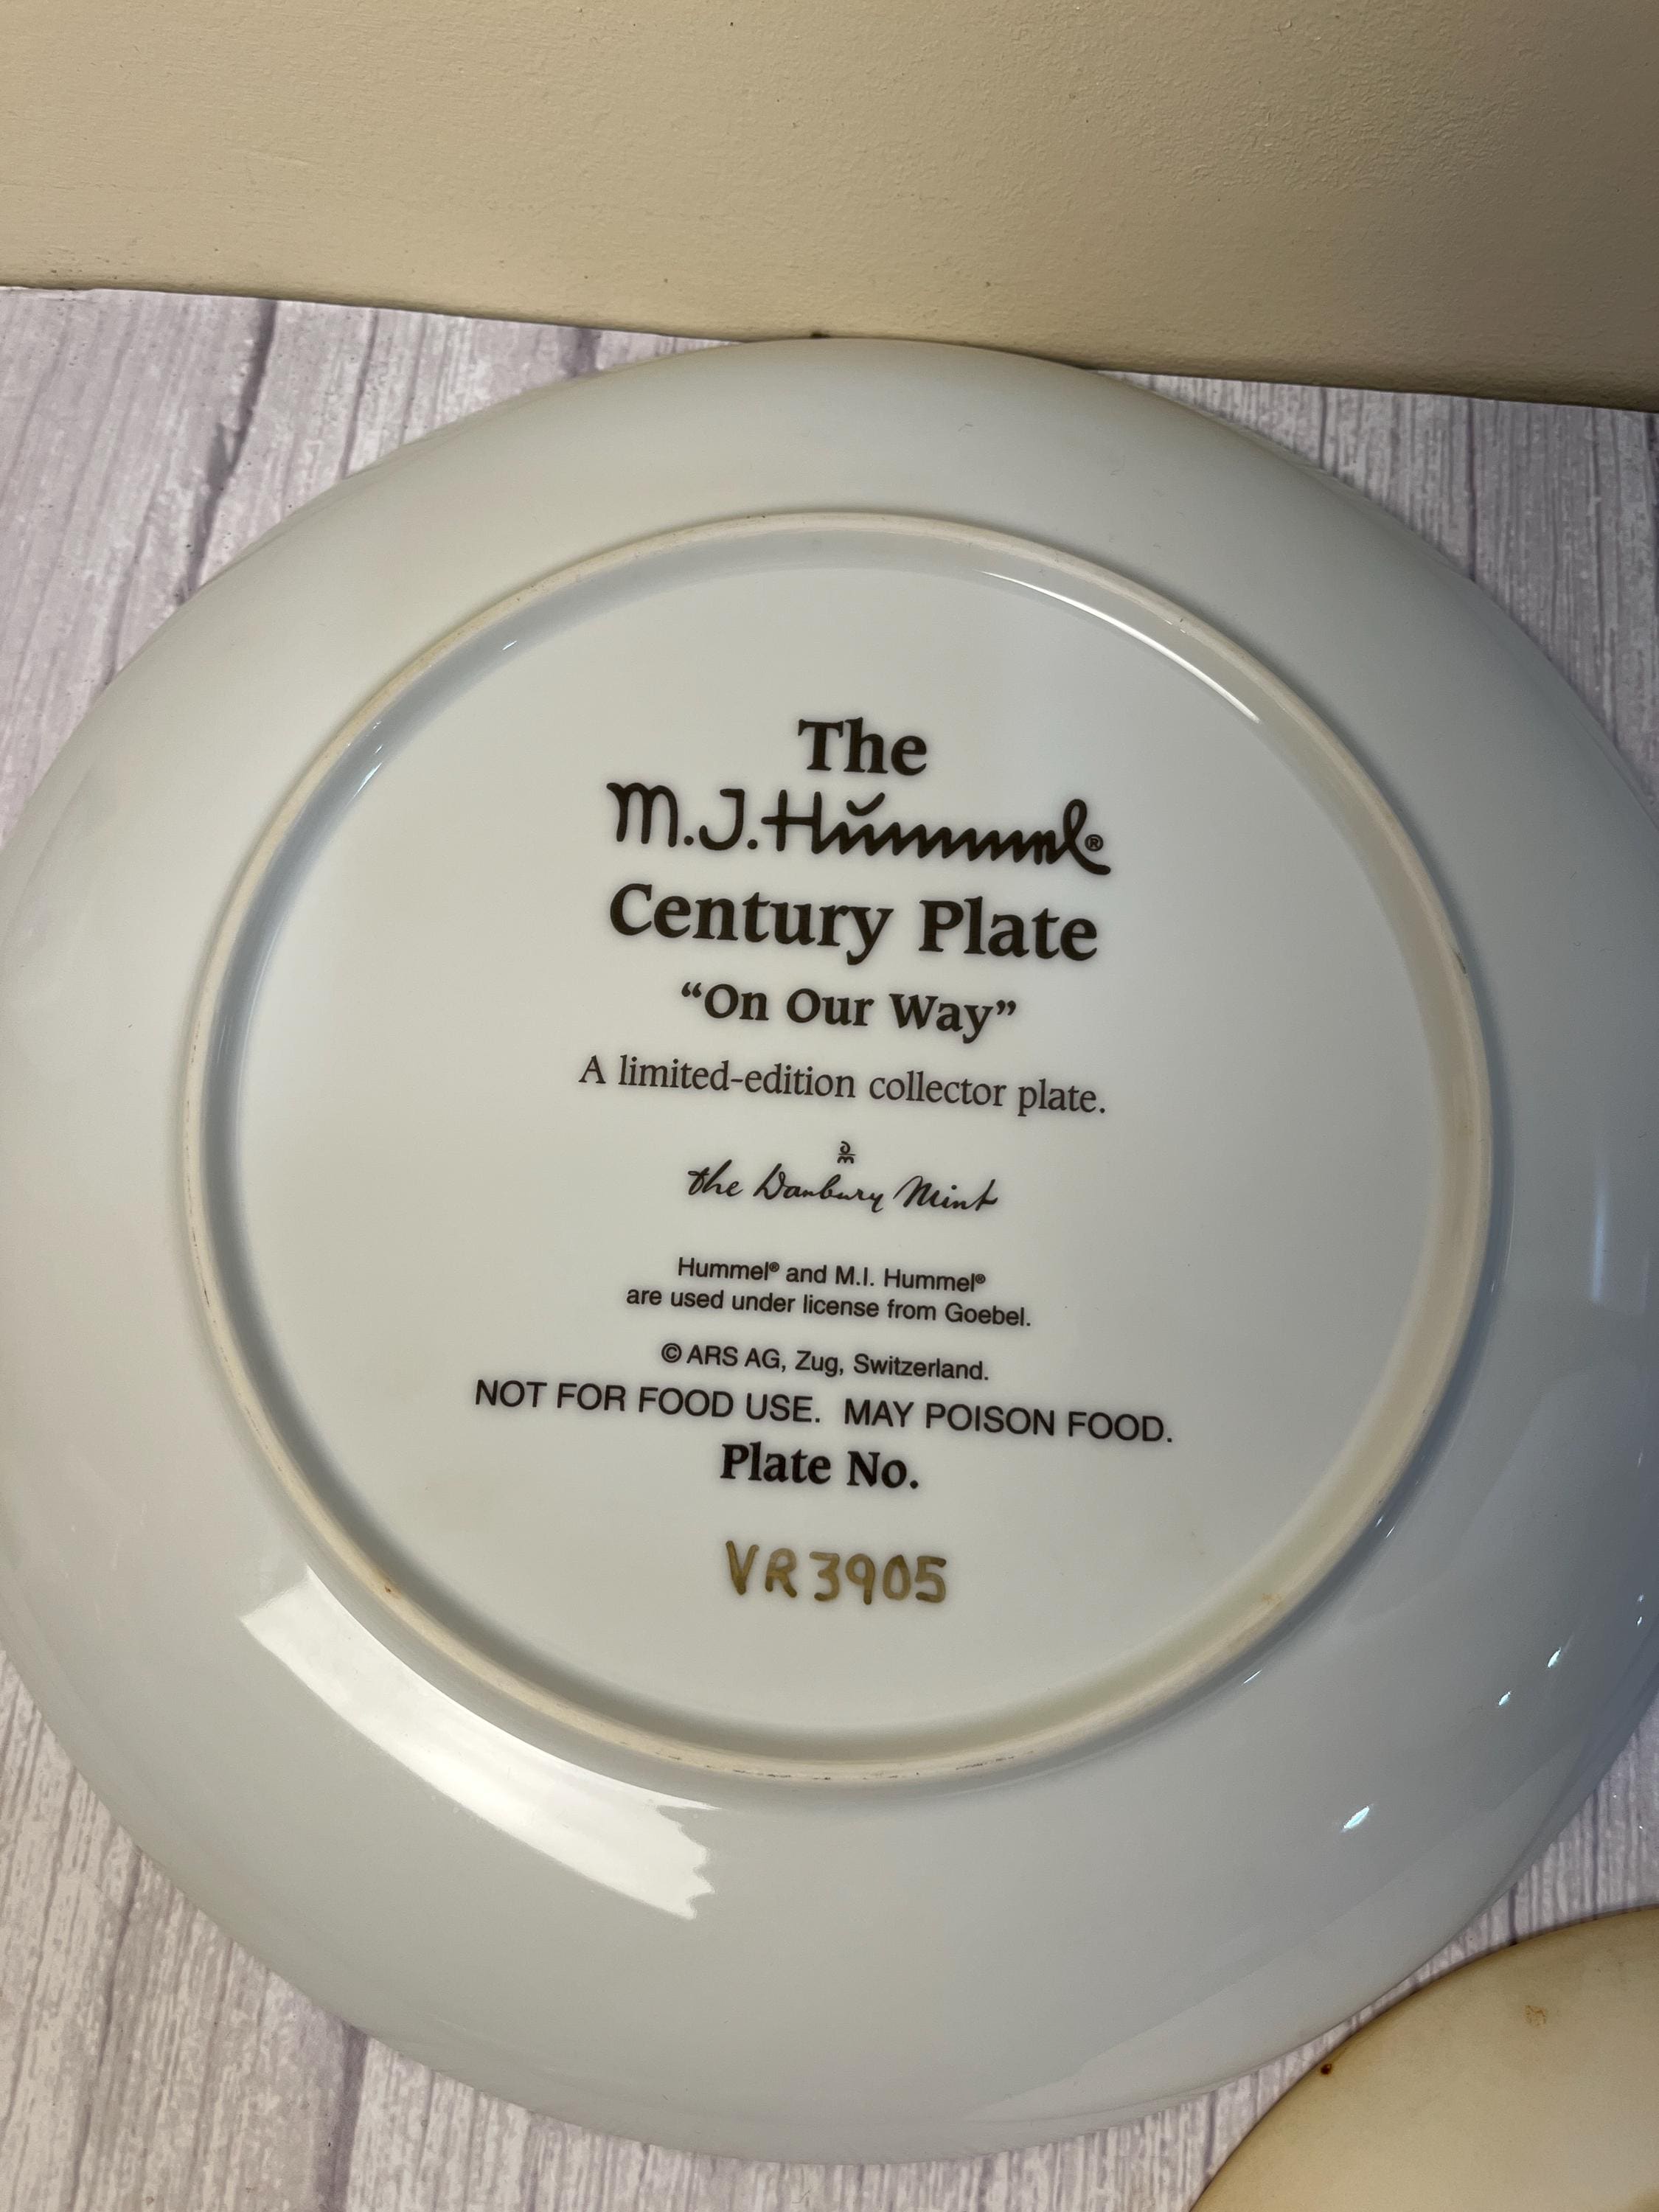 The
M.J. Hummel®
Century Plate
“On Our Way”
A limited-edition collector plate.
DM
the Danbury Mint
Hummel® and M.I. Hummel®
are used under license from Goebel.
© ARS AG, Zug, Switzerland.
NOT FOR FOOD USE. MAY POISON FOOD.
Plate No.
VR3905